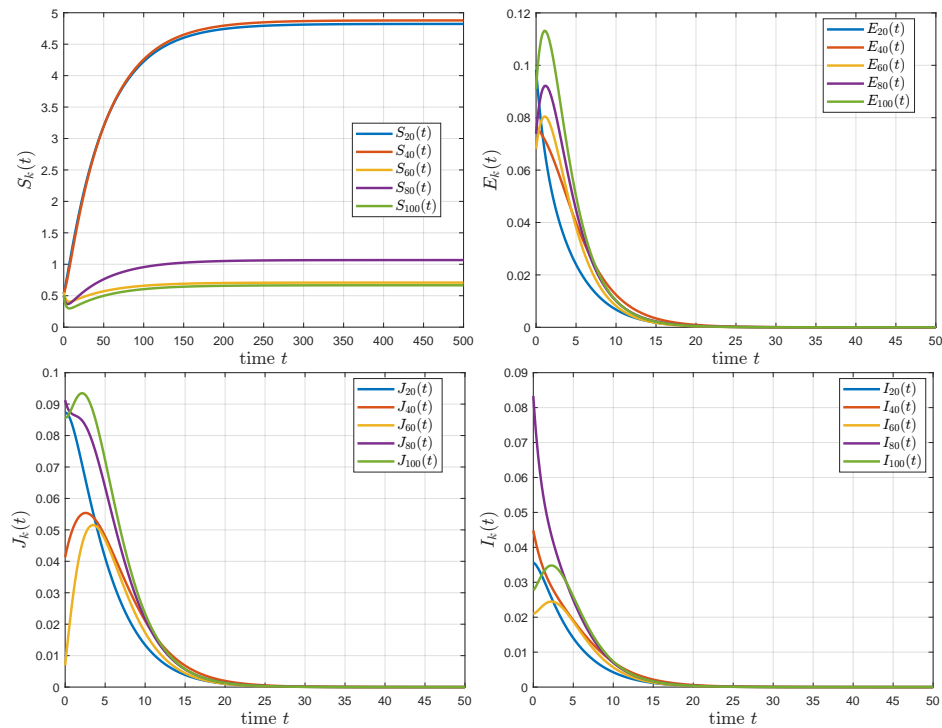 5
4.5
4
3.5
3
2.5
2
1.5
1
0.5
0
S_k(t)
S_20(t)
S_40(t)
S_60(t)
S_80(t)
S_100(t)
0 50 100 150 200 250 300 350 400 450 500
time t
0.12
0.1
0.08
0.06
0.04
0.02
0
E_k(t)
E_20(t)
E_40(t)
E_60(t)
E_80(t)
E_100(t)
0 5 10 15 20 25 30 35 40 45 50
time t
0.1
0.09
0.08
0.07
0.06
0.05
0.04
0.03
0.02
0.01
0
J_k(t)
J_20(t)
J_40(t)
J_60(t)
J_80(t)
J_100(t)
0 5 10 15 20 25 30 35 40 45 50
time t
0.09
0.08
0.07
0.06
0.05
0.04
0.03
0.02
0.01
0
I_k(t)
I_20(t)
I_40(t)
I_60(t)
I_80(t)
I_100(t)
0 5 10 15 20 25 30 35 40 45 50
time t